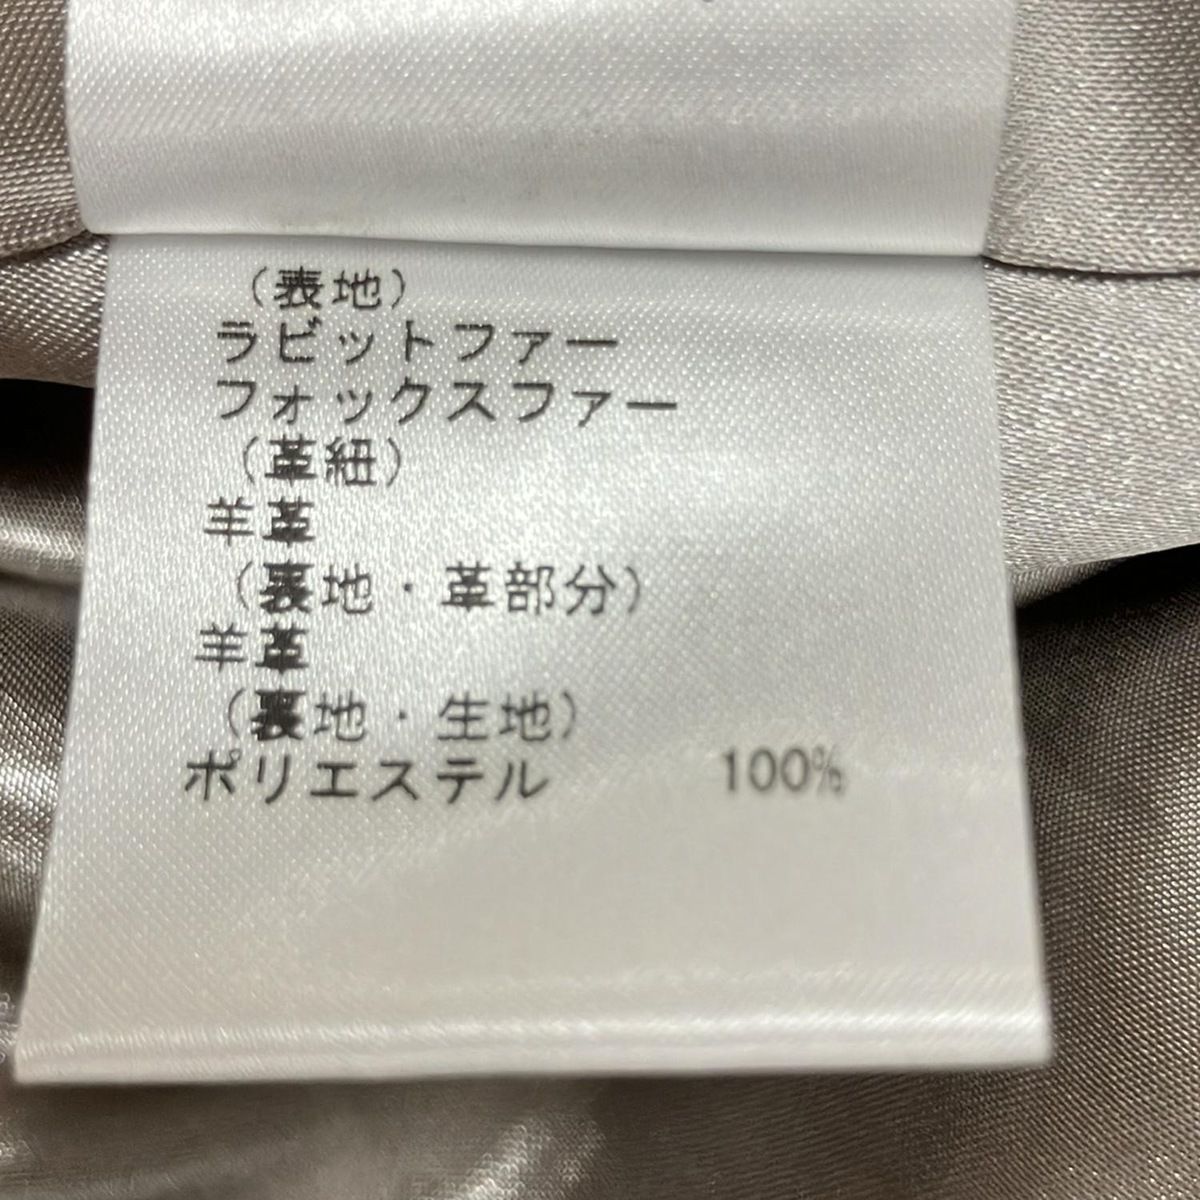 (表地)
ラビットファー
フォックスファー
(革紐)
羊革
(裏地・革部分)
羊革
(裏地・生地)
ポリエステル 100%